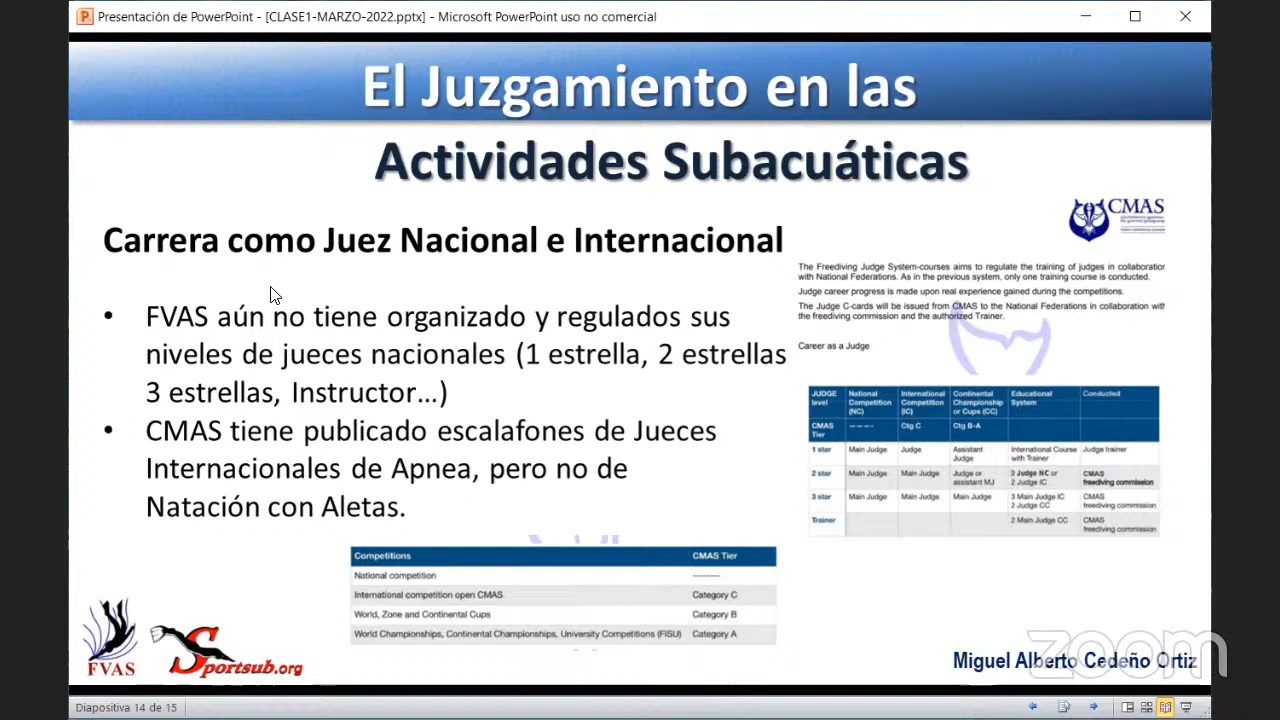 Presentación de PowerPoint - [CLASE1-MARZO-2022.pptx] - Microsoft PowerPoint uso no comercial
El Juzgamiento en las
Actividades Subacuáticas
CMAS
Carrera como Juez Nacional e Internacional
The Freediving Judge System-courses aims to regulate the training of judges in collaboration
with National Federations. As in the previous system, only one training course is conducted.
Judge career progress is made upon real experience gained during the competitions.
The Judge C-cards will be issued from CMAS to the National Federations in collaboration with
the freediving commission and the authorized Trainer.
Career as a Judge
• FVAS aún no tiene organizado y regulados sus
niveles de jueces nacionales (1 estrella, 2 estrellas
3 estrellas, Instructor…)
• CMAS tiene publicado escalafones de Jueces
Internacionales de Apnea, pero no de
Natación con Aletas.
JUDGE level National Competition (NC) International Competition (IC) Continental Championship or Cups (CC) Educational System Conducted
CMAS Tier ---- Ctg C Ctg B-A
1 star Main Judge Judge Assistant Judge International Course with Trainer Judge trainer
2 star Main Judge Main Judge Judge or assistant MJ 3 Judge NC or 2 Judge IC CMAS freediving commission
3 star Main Judge Main Judge Main Judge 3 Main Judge IC 2 Judge CC CMAS freediving commission
Trainer 2 Main Judge CC CMAS freediving commission
Competitions CMAS Tier
National competition --------
International competition open CMAS Category C
World, Zone and Continental Cups Category B
World Championships, Continental Championships, University Competitions (FISU) Category A
FVAS
Sportsub.org
Miguel Alberto Cedeño Ortiz
zoom
Diapositiva 14 de 15